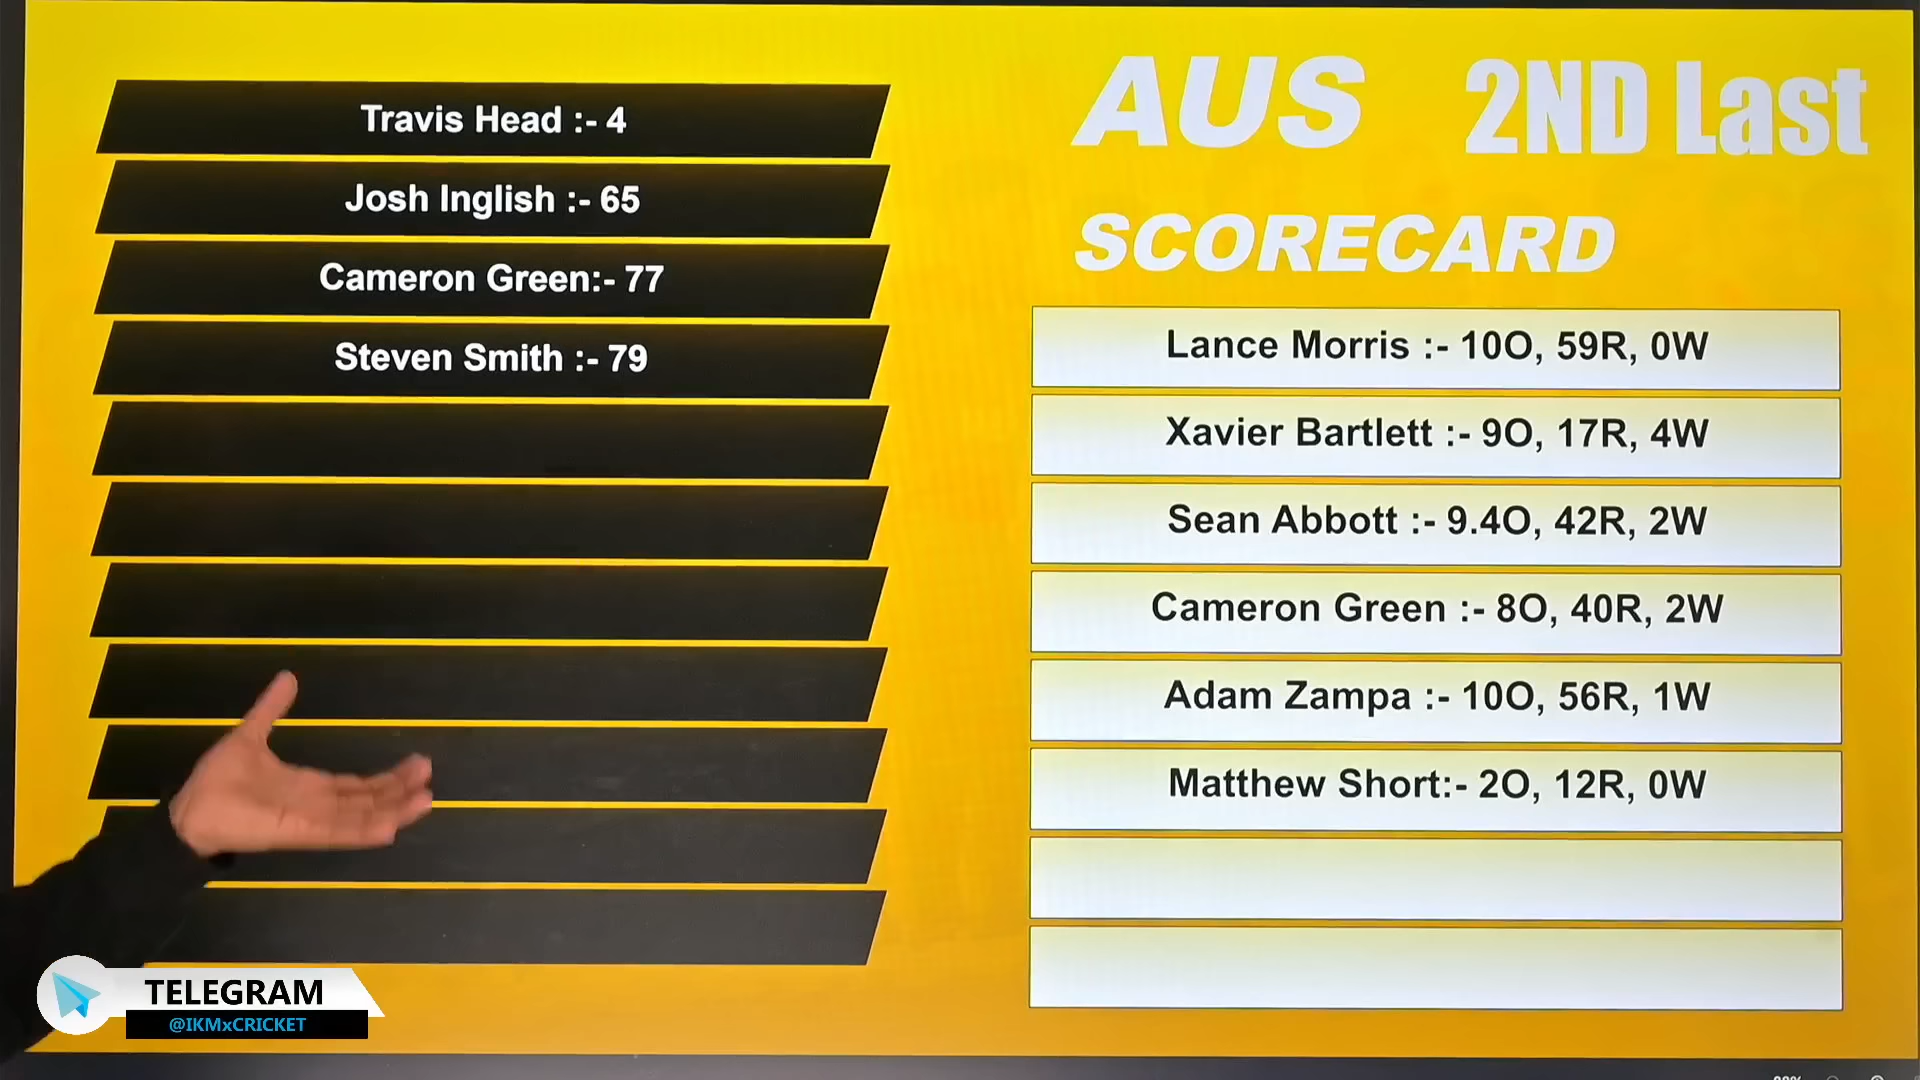 Travis Head :- 4
Josh Inglish :- 65
Cameron Green:- 77
Steven Smith :- 79
AUS 2ND Last
SCORECARD
Lance Morris :- 10O, 59R, 0W
Xavier Bartlett :- 9O, 17R, 4W
Sean Abbott :- 9.4O, 42R, 2W
Cameron Green :- 8O, 40R, 2W
Adam Zampa :- 10O, 56R, 1W
Matthew Short:- 2O, 12R, 0W
TELEGRAM
@IKMxCRICKET